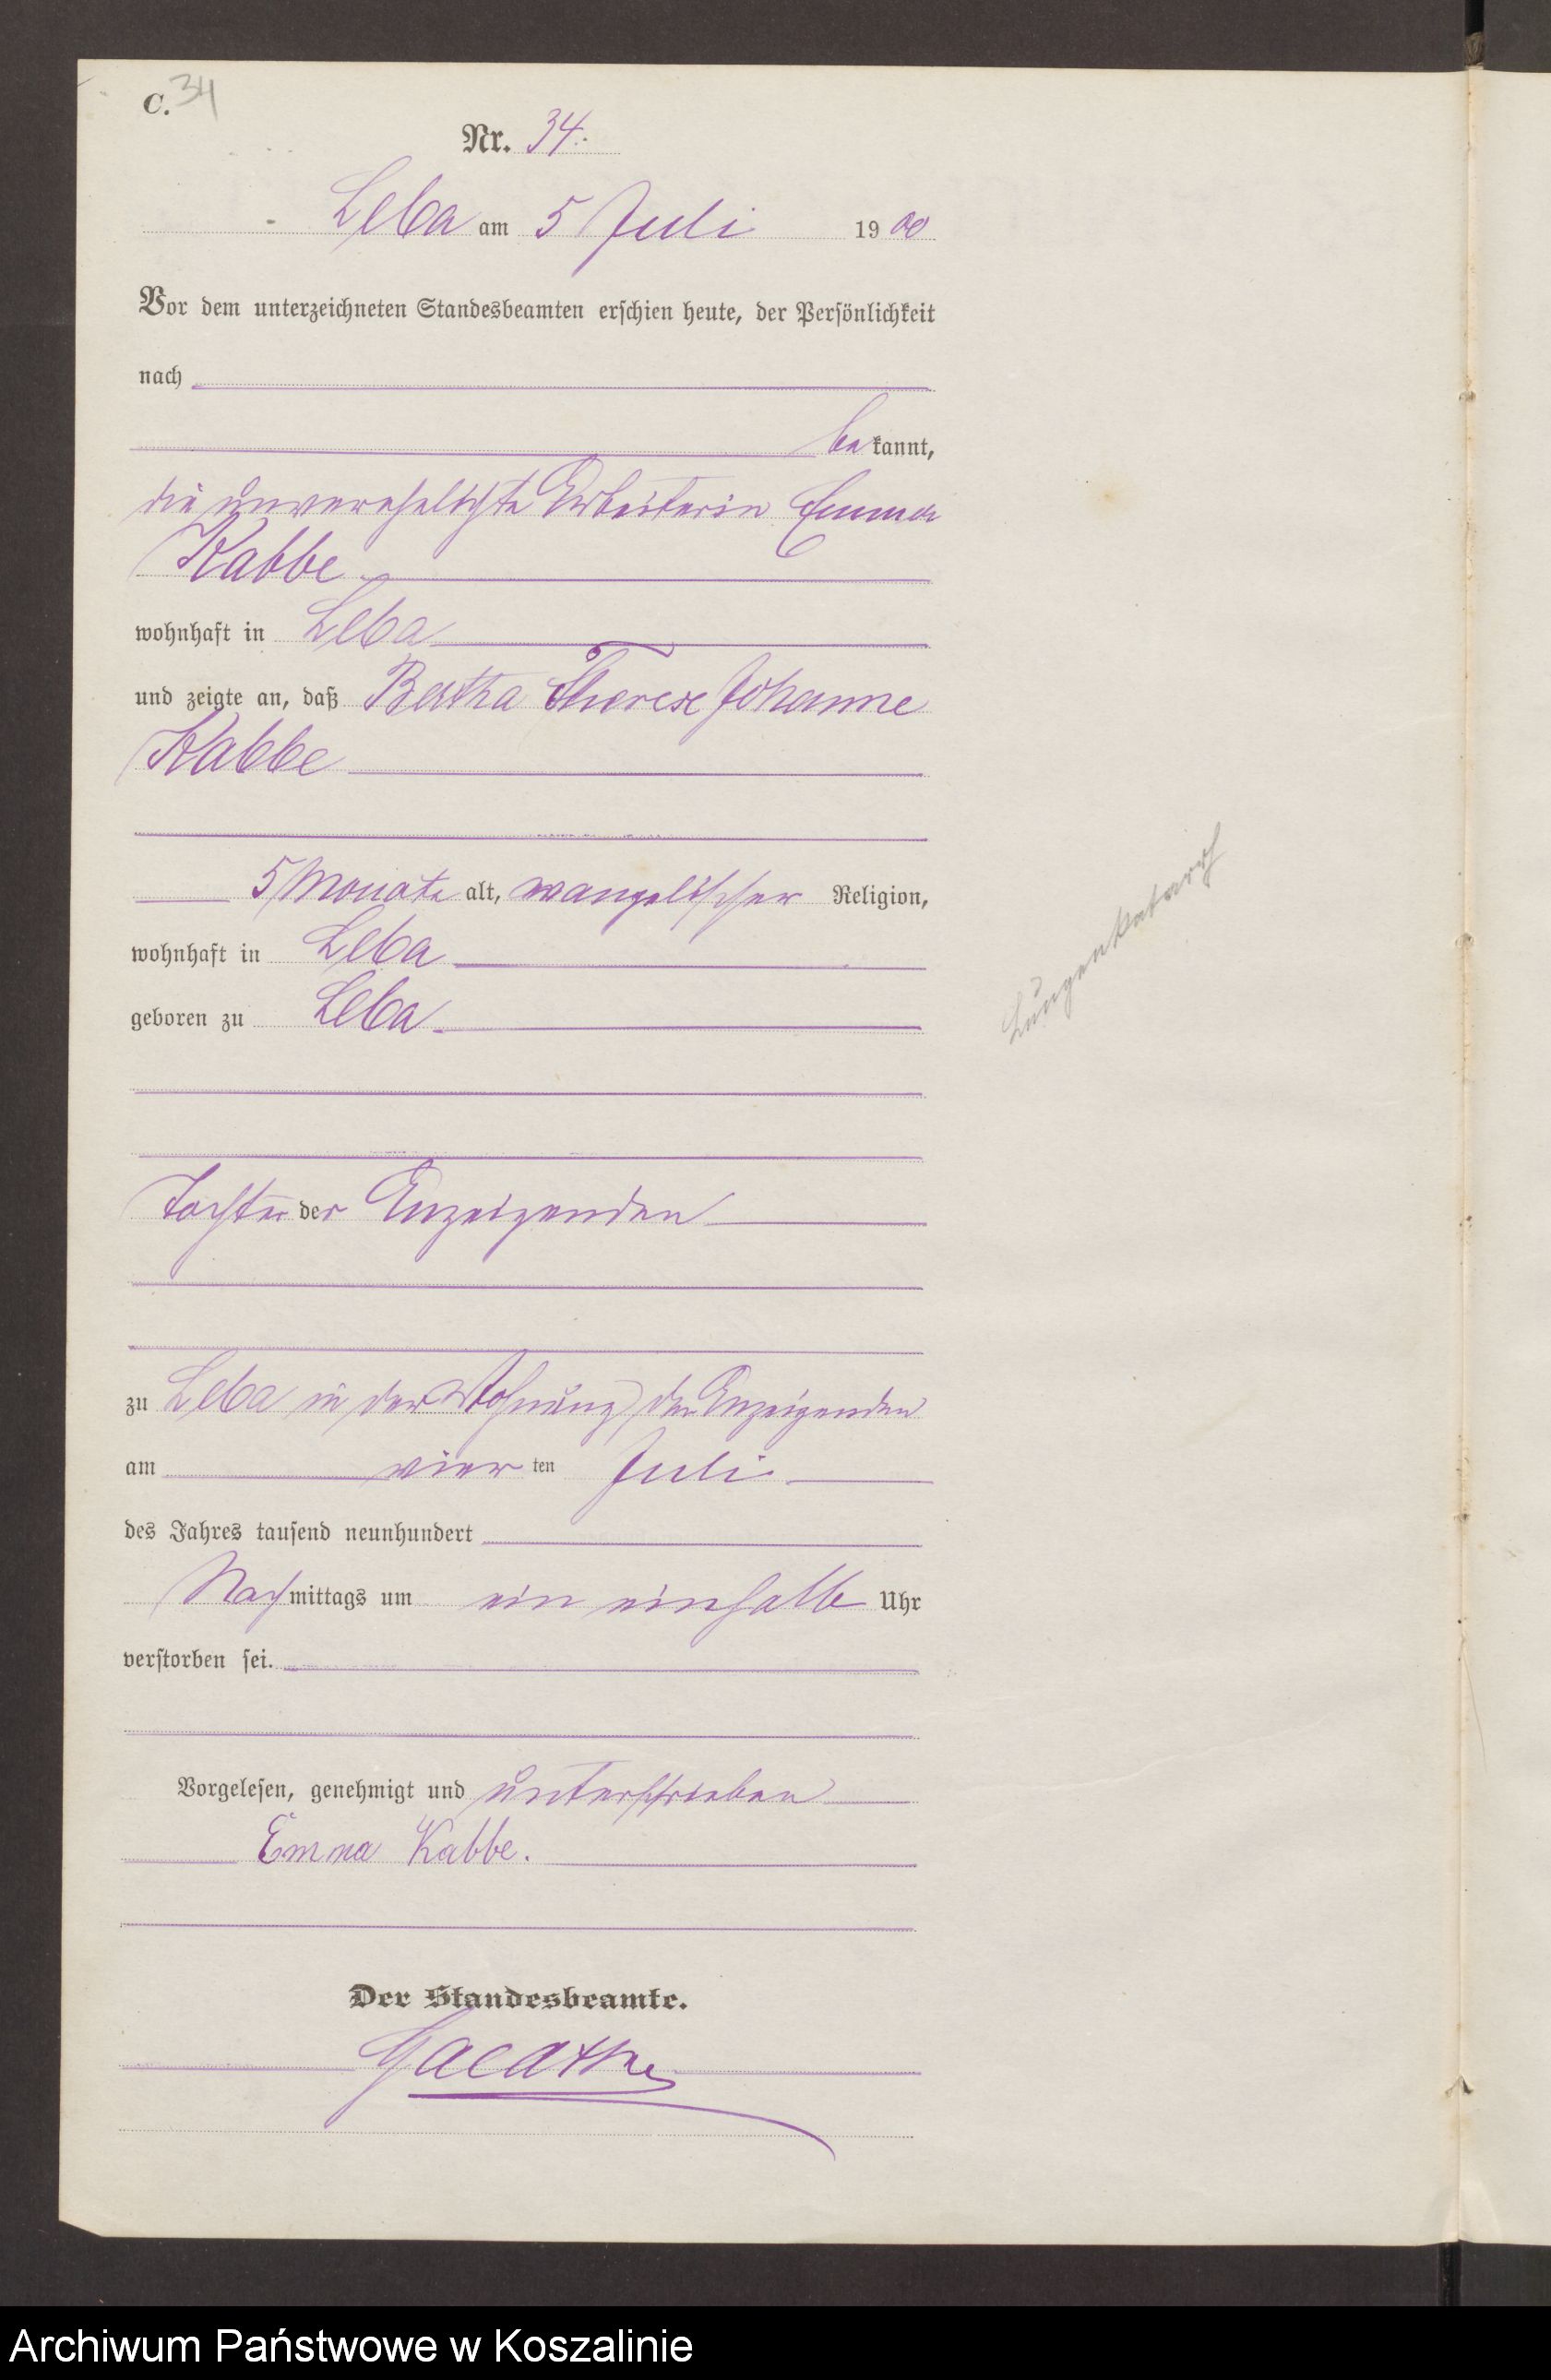 C. 34
Nr. 34.
Leba am 5 Juli 1900
Vor dem unterzeichneten Standesbeamten erschien heute, der Persönlichkeit
nach
bekannt,
die unverehelichte Arbeiterin Emma
Kabbe
wohnhaft in Leba
und zeigte an, daß Bertha Therese Johanne
Kabbe
5 Monate alt, evangelischer Religion,
wohnhaft in Leba
geboren zu Leba
Lungenkatarrh
Tochter der Anzeigenden
zu Leba in der Wohnung der Anzeigenden
am vierten Juli
des Jahres tausend neunhundert
Nachmittags um ein einhalb Uhr
verstorben sei.
Vorgelesen, genehmigt und unterschrieben
Emma Kabbe.
Der Standesbeamte.
Archiwum Państwowe w Koszalinie